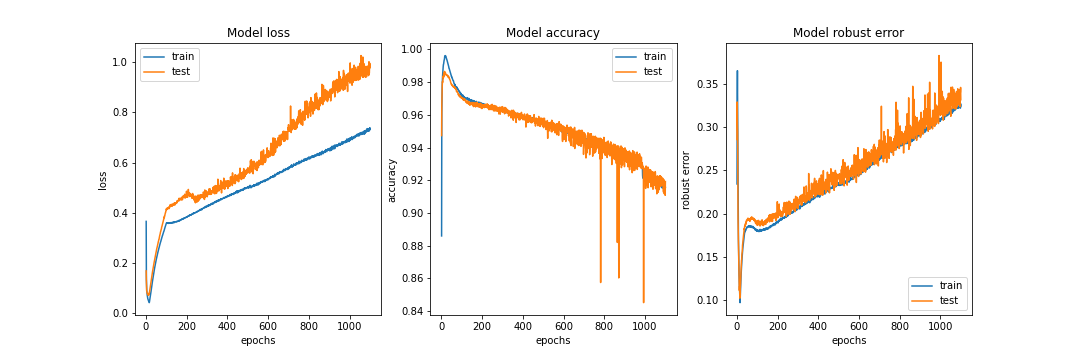 Model loss
train
test
1.0
0.8
0.6
0.4
0.2
0.0
loss
0 200 400 600 800 1000
epochs
Model accuracy
train
test
1.00
0.98
0.96
0.94
0.92
0.90
0.88
0.86
0.84
accuracy
0 200 400 600 800 1000
epochs
Model robust error
0.35
0.30
0.25
0.20
0.15
0.10
robust error
train
test
0 200 400 600 800 1000
epochs